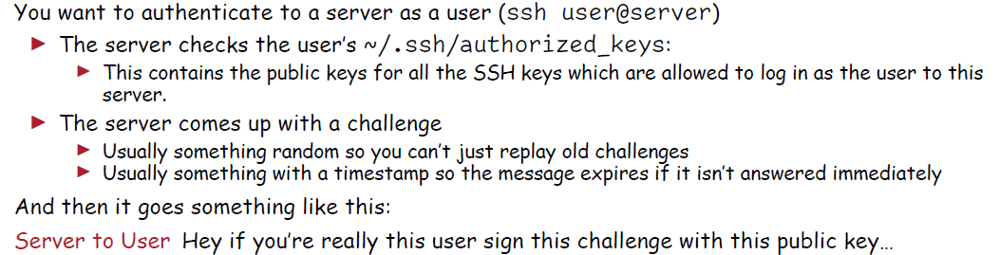 You want to authenticate to a server as a user (ssh user@server)
► The server checks the user's ~/.ssh/authorized_keys:
► This contains the public keys for all the SSH keys which are allowed to log in as the user to this
server.
► The server comes up with a challenge
► Usually something random so you can't just replay old challenges
► Usually something with a timestamp so the message expires if it isn't answered immediately
And then it goes something like this:
Server to User Hey if you're really this user sign this challenge with this public key…